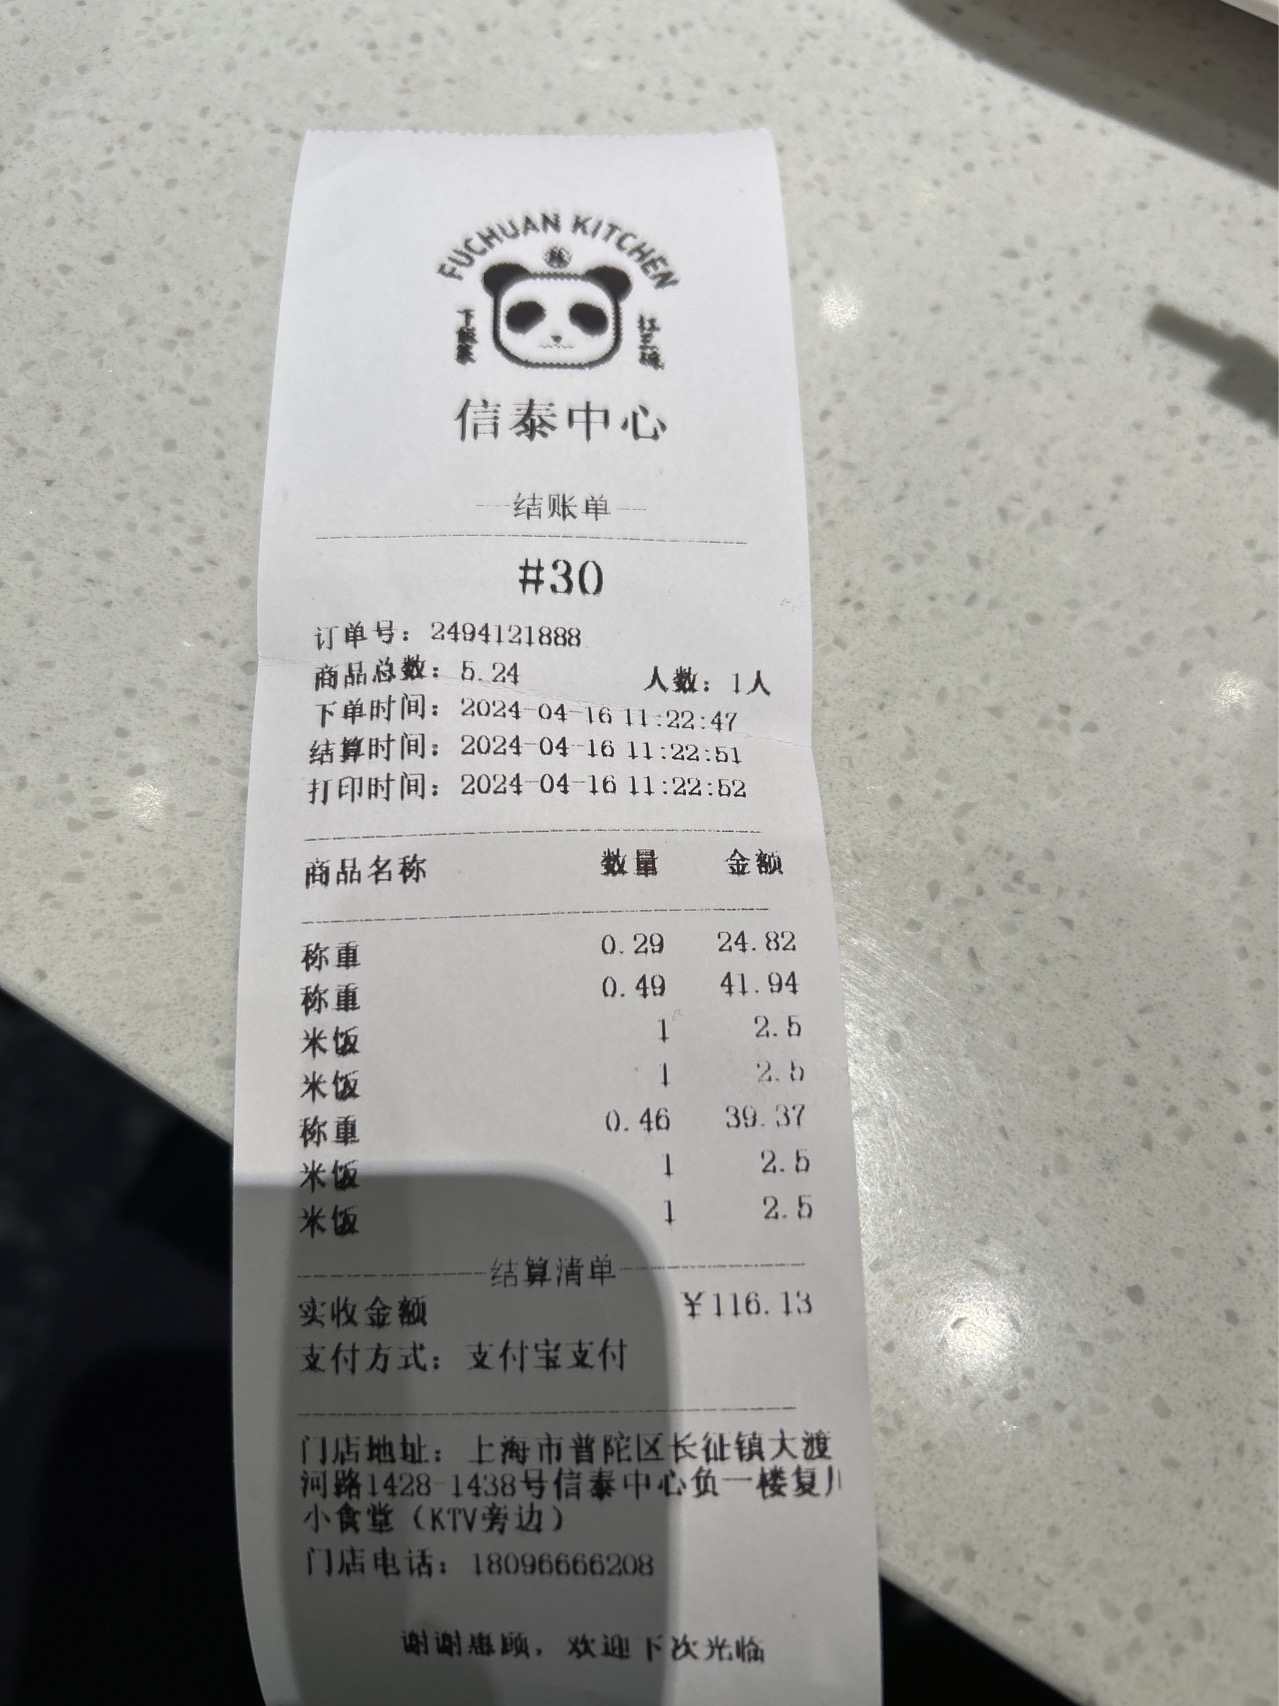 FUCHUAN KITCHEN
下飯菜
信泰中心
结账单
#30
订单号：2494121888
商品总数：5.24 人数：1人
下单时间：2024-04-16 11:22:47
结算时间：2024-04-16 11:22:51
打印时间：2024-04-16 11:22:52
商品名称 数量 金额
称重 0.29 24.82
称重 0.49 41.94
米饭 1 2.5
米饭 1 2.5
称重 0.46 39.37
米饭 1 2.5
米饭 1 2.5
结算清单
实收金额 ¥116.13
支付方式：支付宝支付
门店地址：上海市普陀区长征镇大渡
河路1428-1438号信泰中心负一楼复川
小食堂（KTV旁边）
门店电话：18096666208
谢谢惠顾，欢迎下次光临